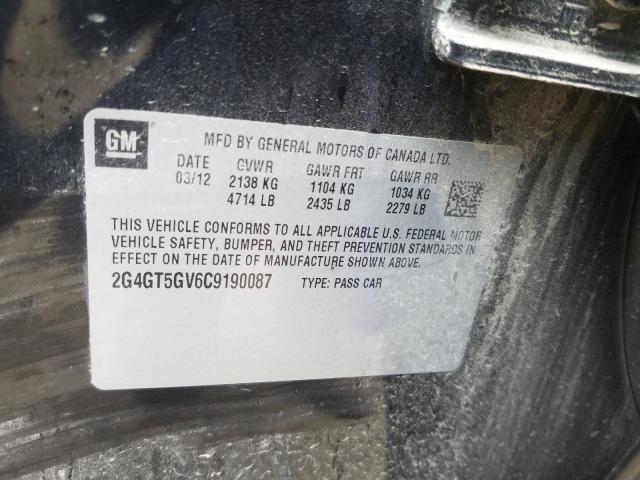 GM
MFD BY GENERAL MOTORS OF CANADA LTD.
DATE GVWR GAWR FRT GAWR RR
03/12 2138 KG 1104 KG 1034 KG
4714 LB 2435 LB 2279 LB
THIS VEHICLE CONFORMS TO ALL APPLICABLE U.S. FEDERAL MOTOR
VEHICLE SAFETY, BUMPER, AND THEFT PREVENTION STANDARDS IN
EFFECT ON THE DATE OF MANUFACTURE SHOWN ABOVE.
2G4GT5GV6C9190087 TYPE: PASS CAR